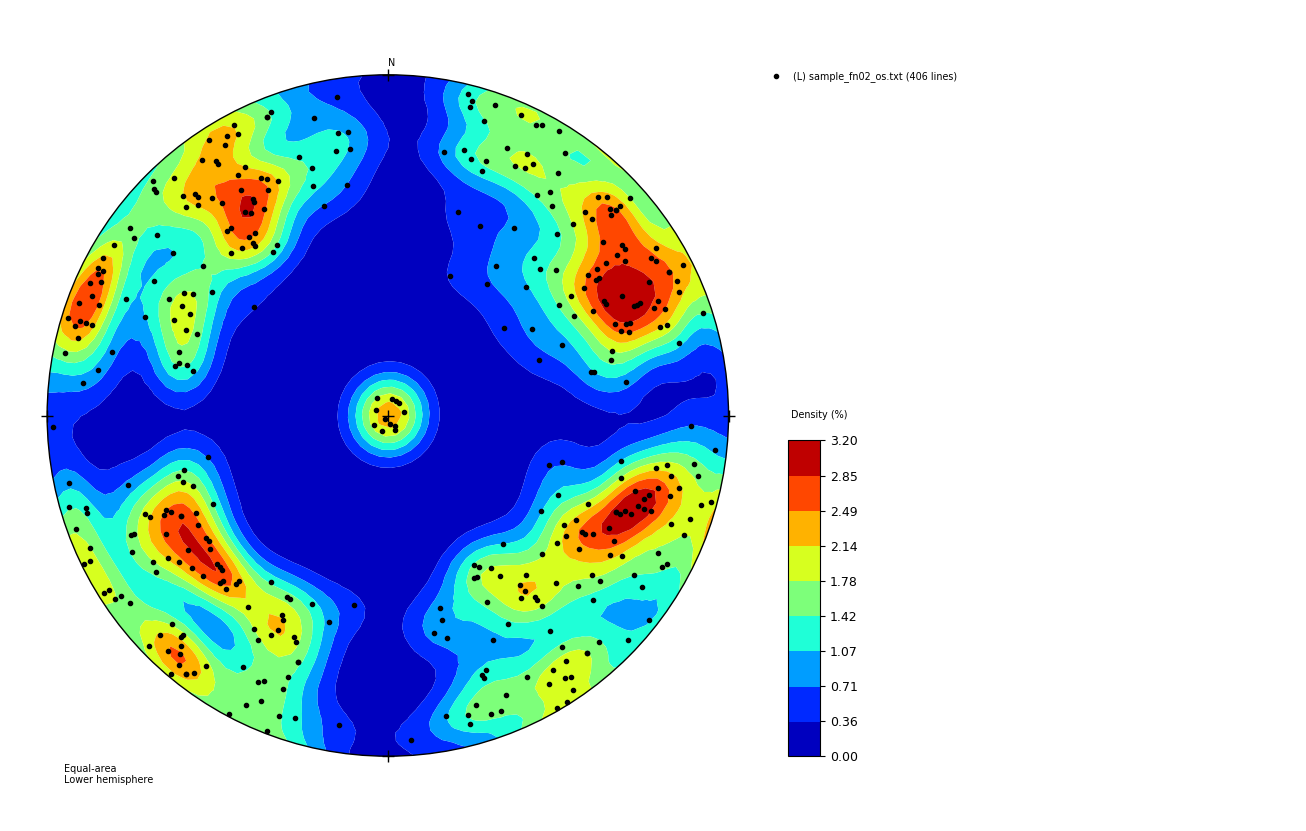 N
(L) sample_fn02_os.txt (406 lines)
Density (%)
3.20
2.85
2.49
2.14
1.78
1.42
1.07
0.71
0.36
0.00
Equal-area
Lower hemisphere